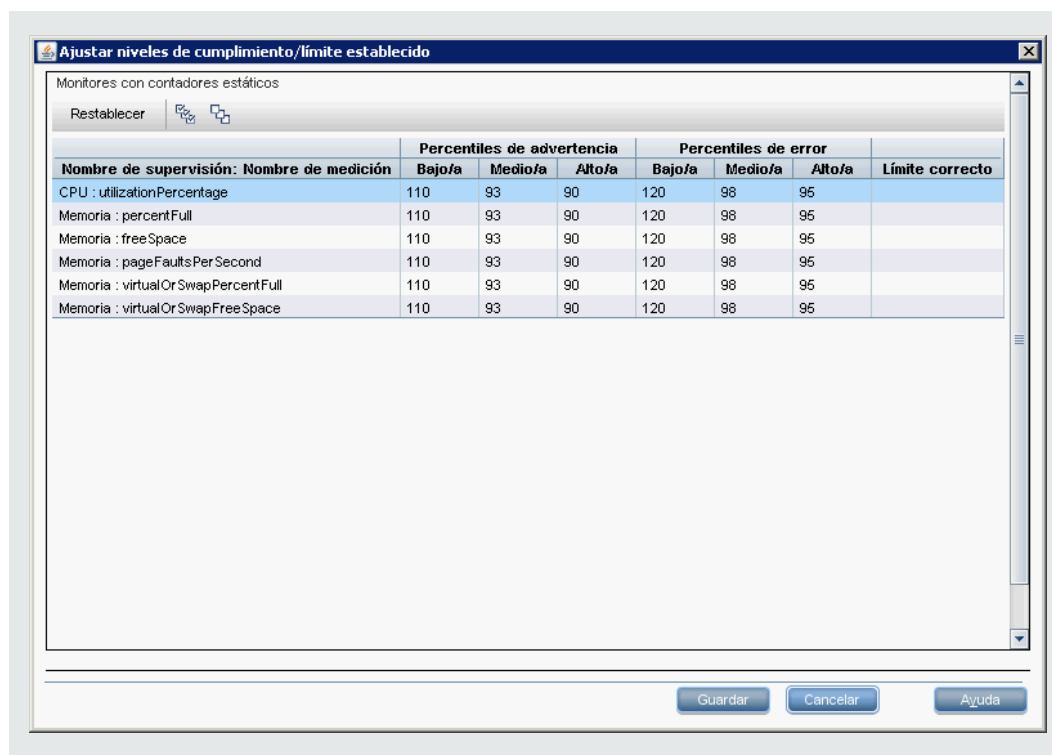 Ajustar niveles de cumplimiento/límite establecido
Monitores con contadores estáticos
Restablecer
Percentiles de advertencia Percentiles de error
Nombre de supervisión: Nombre de medición Bajo/a Medio/a Alto/a Bajo/a Medio/a Alto/a Límite correcto
CPU : utilizationPercentage 110 93 90 120 98 95
Memoria : percentFull 110 93 90 120 98 95
Memoria : freeSpace 110 93 90 120 98 95
Memoria : pageFaultsPerSecond 110 93 90 120 98 95
Memoria : virtualOrSwapPercentFull 110 93 90 120 98 95
Memoria : virtualOrSwapFreeSpace 110 93 90 120 98 95
Guardar Cancelar Ayuda